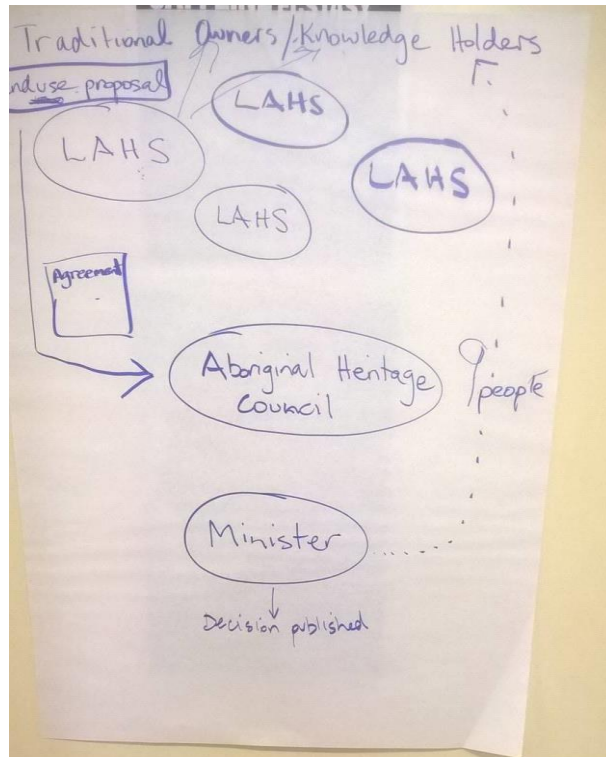 Traditional Owners/Knowledge Holders
nduse proposal
LAHS
LAHS
LAHS
LAHS
Agreement
Aboriginal Heritage
Council
people
Minister
Decision published